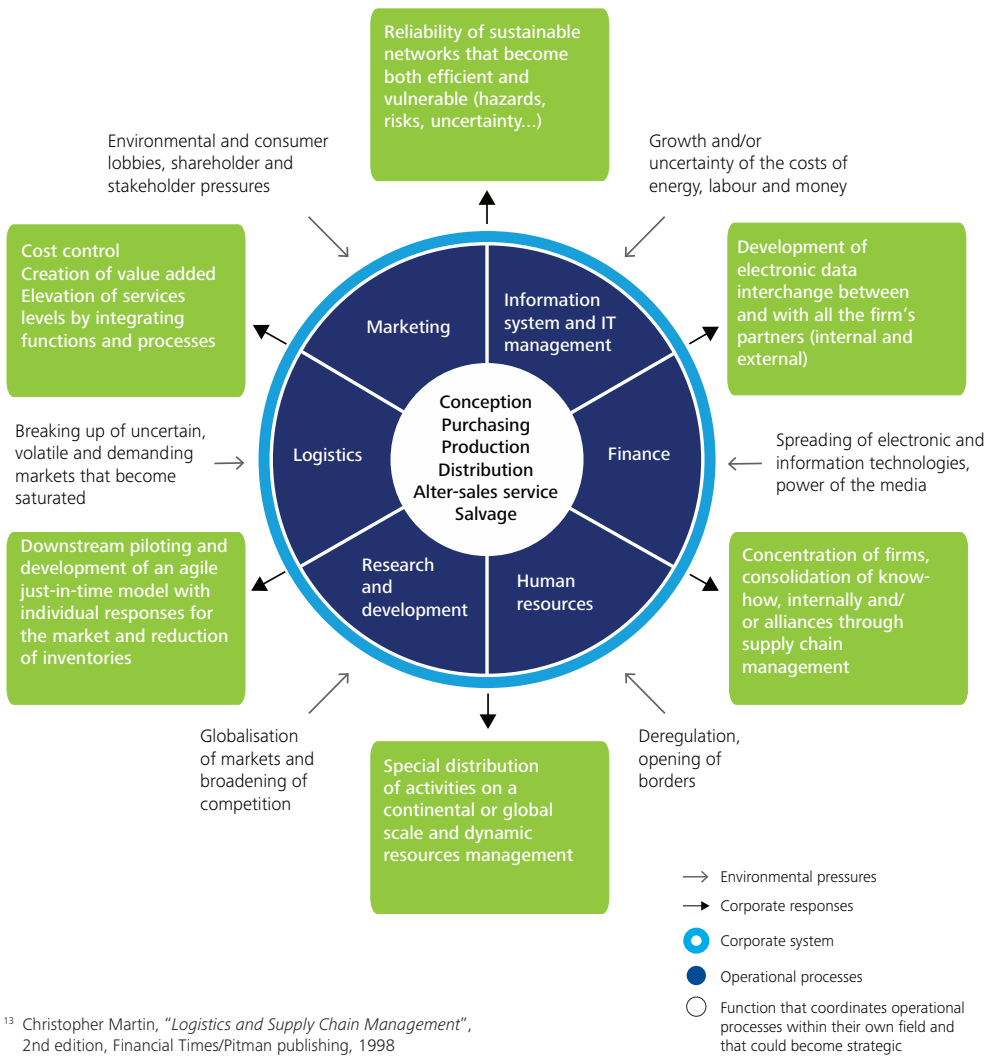 Reliability of sustainable
networks that become
both efficient and
vulnerable (hazards,
risks, uncertainty...)
Environmental and consumer
lobbies, shareholder and
stakeholder pressures
Growth and/or
uncertainty of the costs of
energy, labour and money
Cost control
Creation of value added
Elevation of services
levels by integrating
functions and processes
Development of
electronic data
interchange between
and with all the firm's
partners (internal and
external)
Marketing
Information
system and IT
management
Conception
Purchasing
Production
Distribution
Alter-sales service
Salvage
Logistics
Finance
Breaking up of uncertain,
volatile and demanding
markets that become
saturated
Spreading of electronic and
information technologies,
power of the media
Research
and
development
Human
resources
Downstream piloting and
development of an agile
just-in-time model with
individual responses for
the market and reduction
of inventories
Concentration of firms,
consolidation of know-
how, internally and/
or alliances through
supply chain
management
Globalisation
of markets and
broadening of
competition
Deregulation,
opening of
borders
Special distribution
of activities on a
continental or global
scale and dynamic
resources management
Environmental pressures
Corporate responses
Corporate system
Operational processes
Function that coordinates operational
processes within their own field and
that could become strategic
13 Christopher Martin, "Logistics and Supply Chain Management",
2nd edition, Financial Times/Pitman publishing, 1998